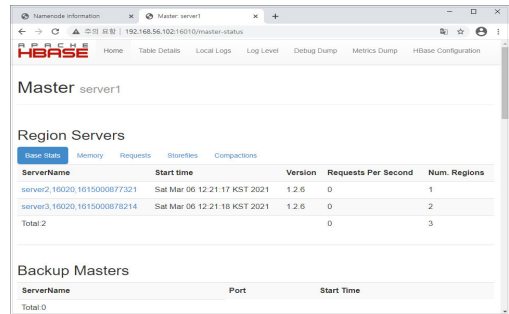 Namenode information
Master: server1
주의 요함 | 192.168.56.102:16010/master-status
APACHE
HBASE
Home Table Details Local Logs Log Level Debug Dump Metrics Dump HBase Configuration
Master server1
Region Servers
Base Stats Memory Requests Storefiles Compactions
ServerName Start time Version Requests Per Second Num. Regions
server2,16020,1615000877321 Sat Mar 06 12:21:17 KST 2021 1.2.6 0 1
server3,16020,1615000878214 Sat Mar 06 12:21:18 KST 2021 1.2.6 0 2
Total:2 0 3
Backup Masters
ServerName Port Start Time
Total:0